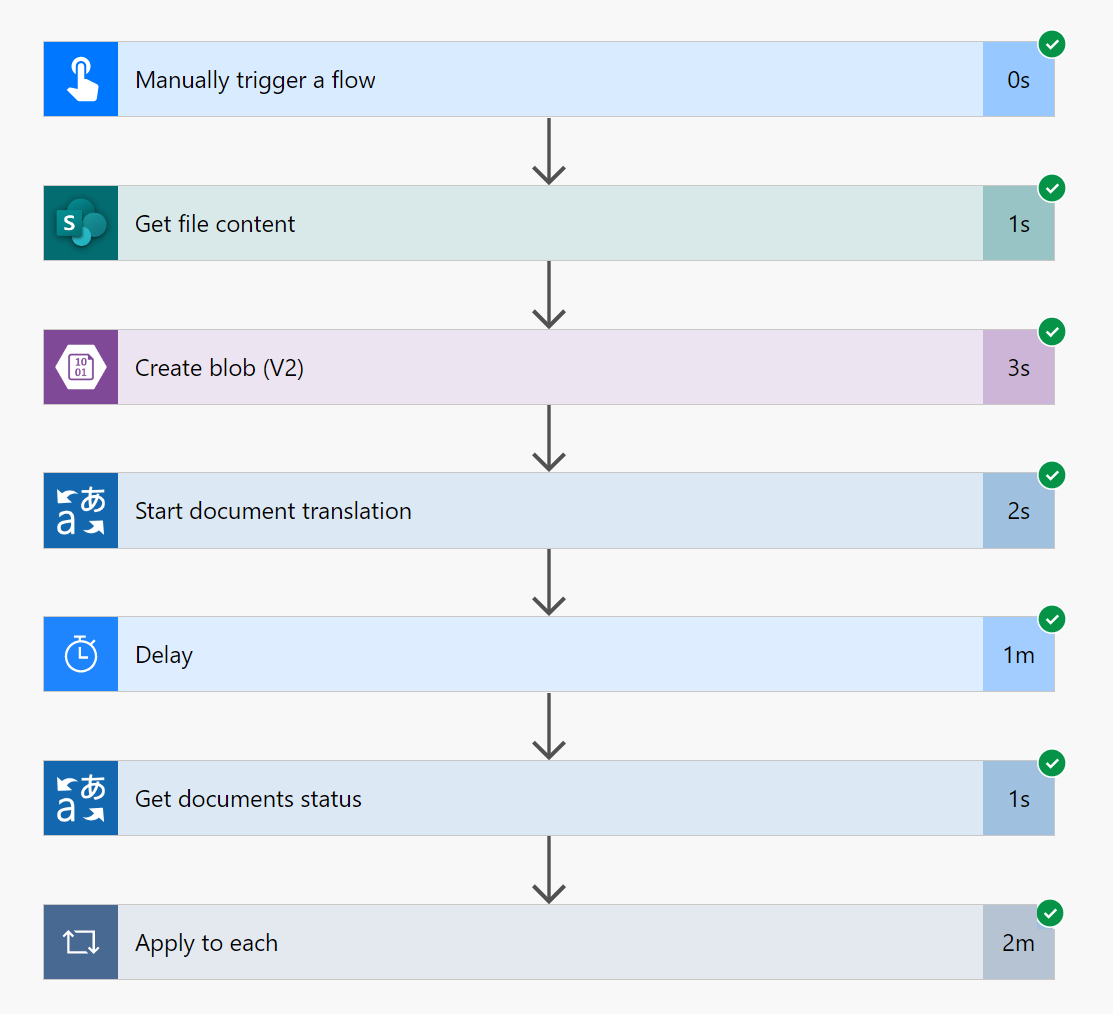 Manually trigger a flow 0s
S Get file content 1s
10
01
Create blob (V2) 3s
あ
a
Start document translation 2s
Delay 1m
あ
a
Get documents status 1s
Apply to each 2m